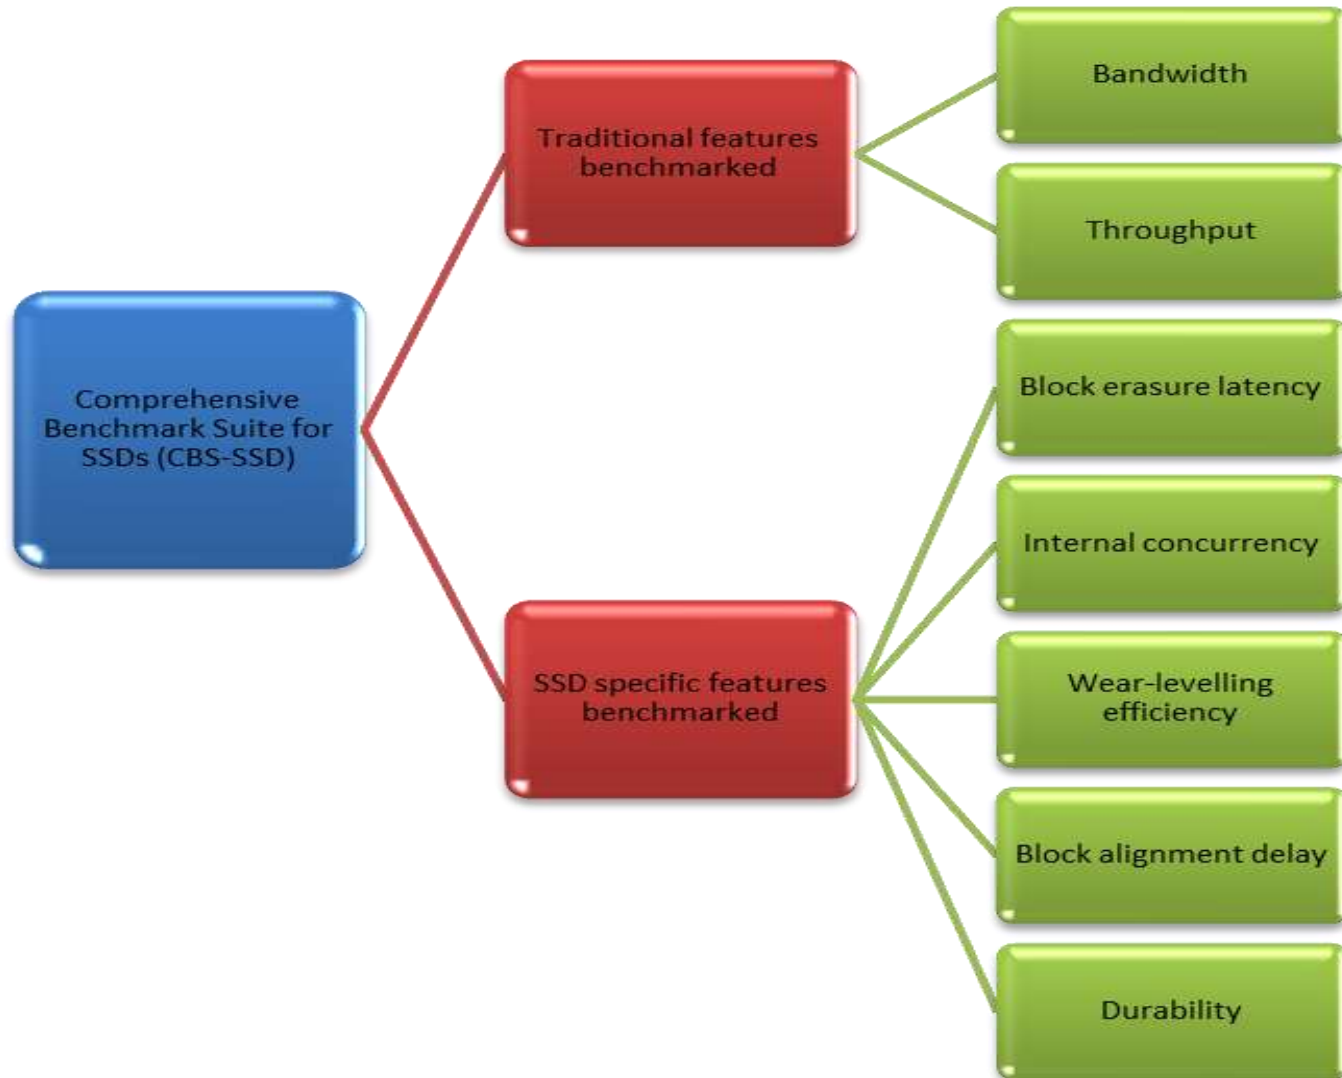 Comprehensive
Benchmark Suite for
SSDs (CBS-SSD)
Traditional features
benchmarked
Bandwidth
Throughput
SSD specific features
benchmarked
Block erasure latency
Internal concurrency
Wear-levelling
efficiency
Block alignment delay
Durability